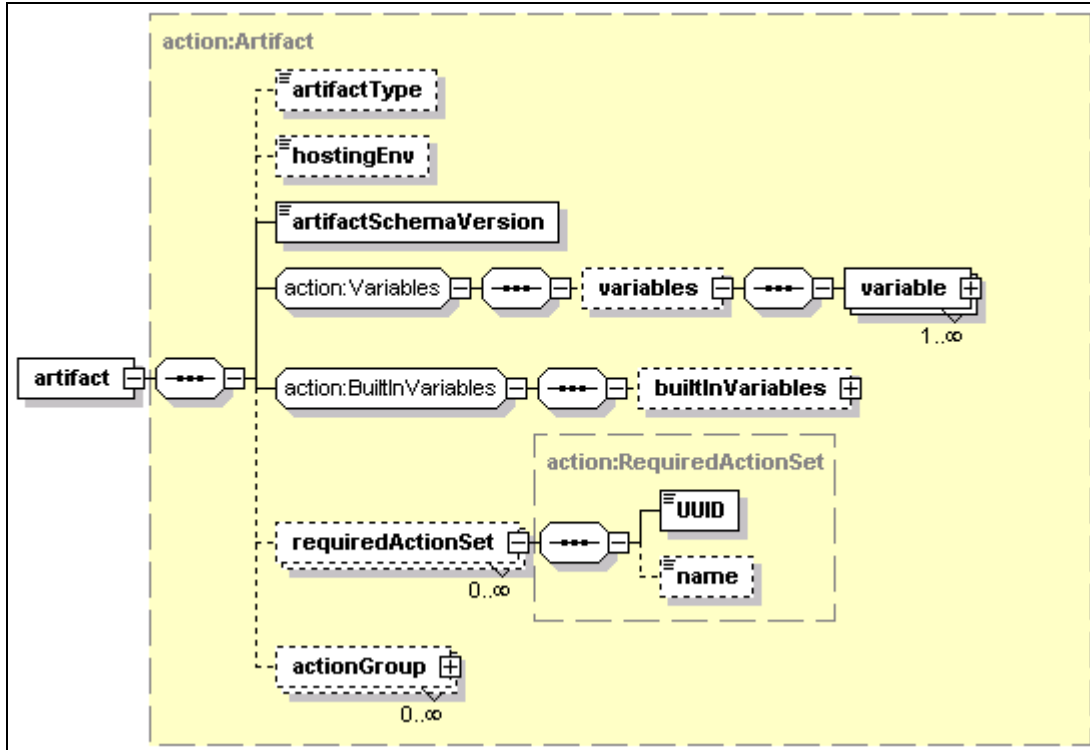 action:Artifact
artifactType
hostingEnv
artifactSchemaVersion
action:Variables
variables
variable
1..∞
artifact
action:BuiltInVariables
builtInVariables
action:RequiredActionSet
UUID
requiredActionSet
0..∞
name
actionGroup
0..∞